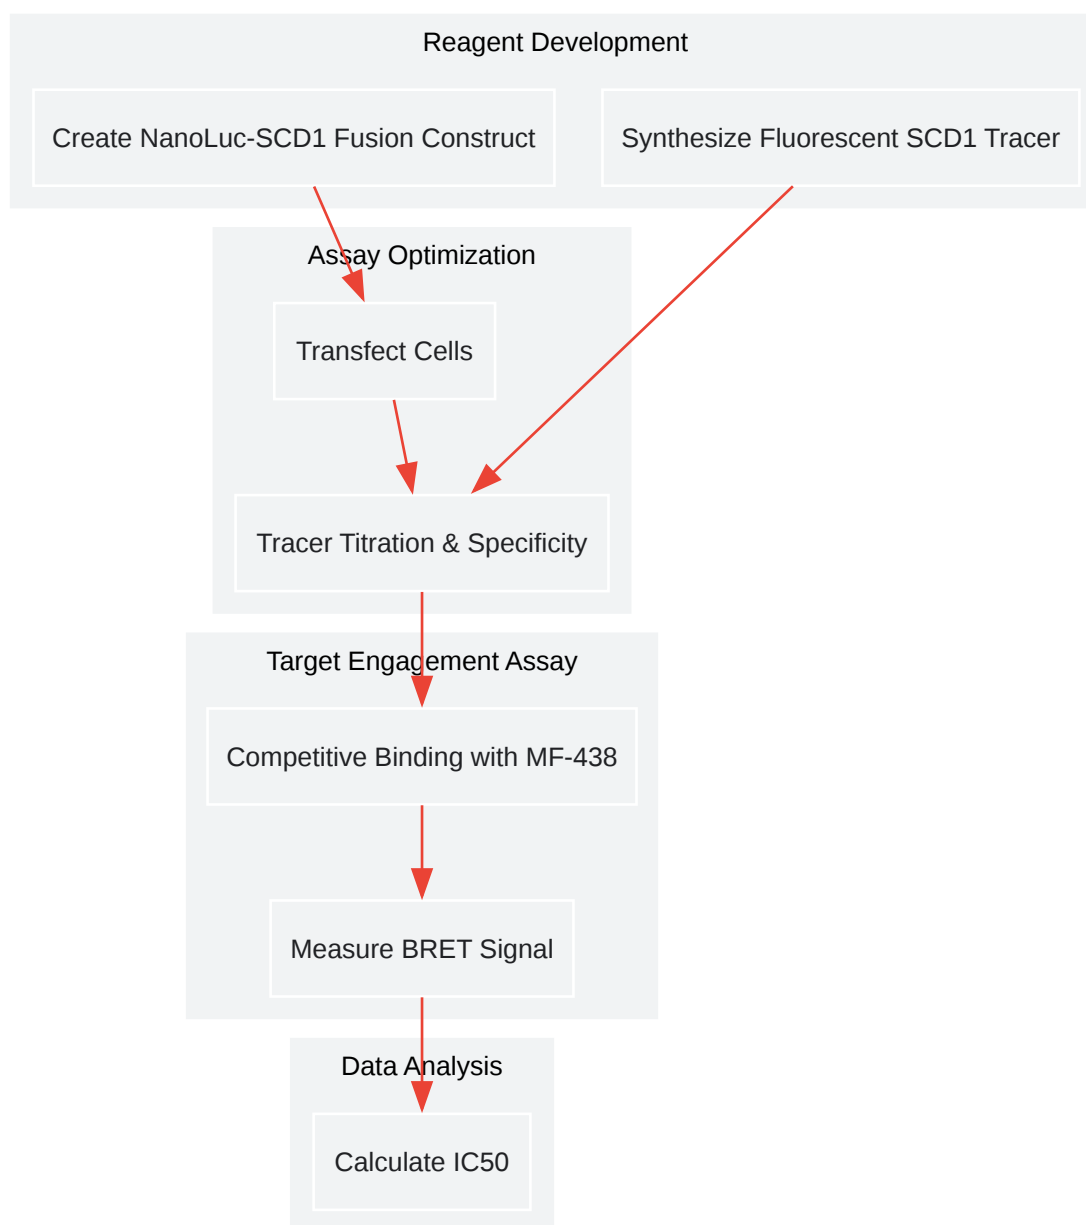 Reagent Development
Create NanoLuc-SCD1 Fusion Construct
Synthesize Fluorescent SCD1 Tracer
Assay Optimization
Transfect Cells
Tracer Titration & Specificity
Target Engagement Assay
Competitive Binding with MF-438
Measure BRET Signal
Data Analysis
Calculate IC50